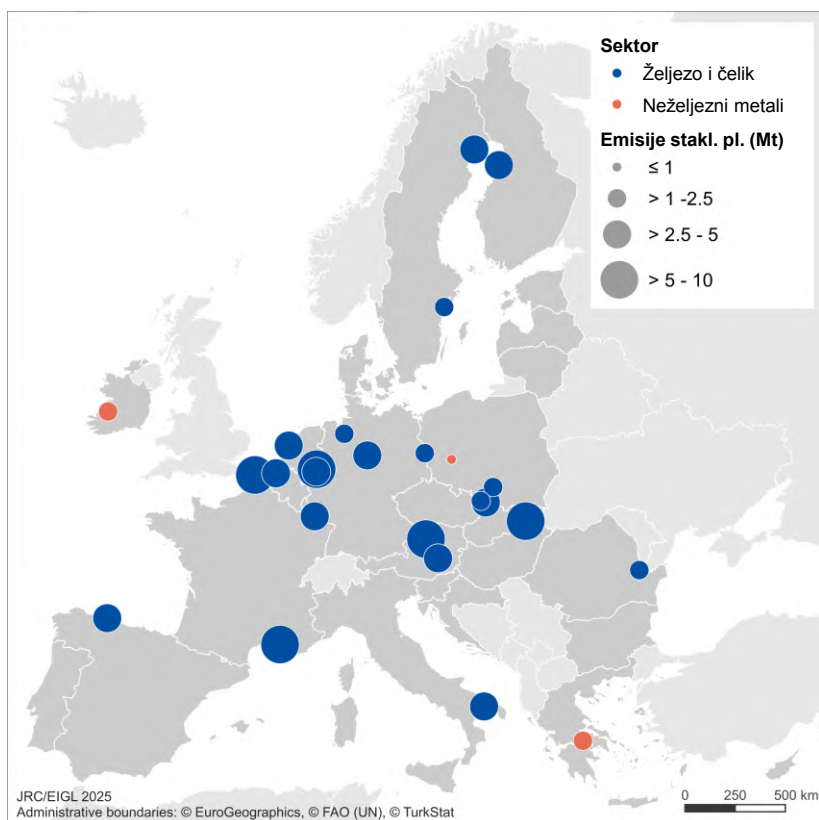 Sektor
Željezo i čelik
Neželjezni metali
Emisije stakl. pl. (Mt)
≤ 1
> 1 -2.5
> 2.5 - 5
> 5 - 10
JRC/EIGL 2025
Administrative boundaries: © EuroGeographics, © FAO (UN), © TurkStat
0 250 500 km